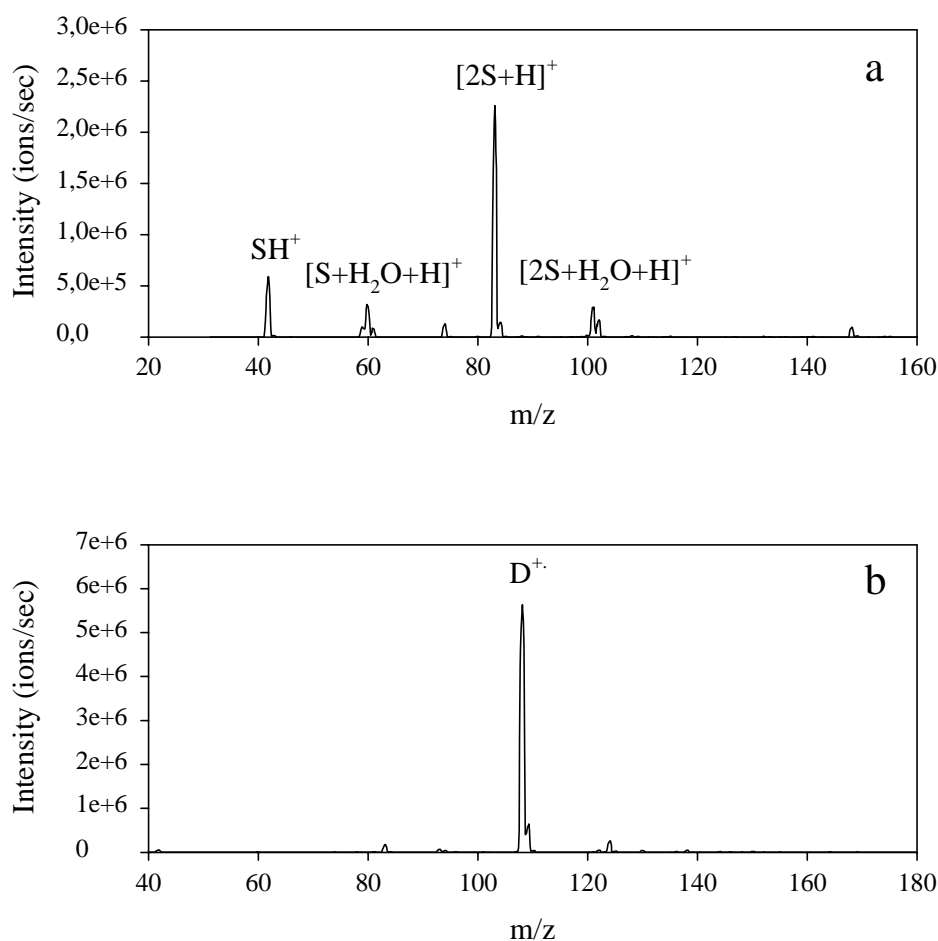 a
Intensity (ions/sec)
3,0e+6
2,5e+6
2,0e+6
1,5e+6
1,0e+6
5,0e+5
0,0
[2S+H]⁺
SH⁺
[S+H₂O+H]⁺
[2S+H₂O+H]⁺
20 40 60 80 100 120 140 160
m/z
b
Intensity (ions/sec)
7e+6
6e+6
5e+6
4e+6
3e+6
2e+6
1e+6
0
D⁺·
40 60 80 100 120 140 160 180
m/z